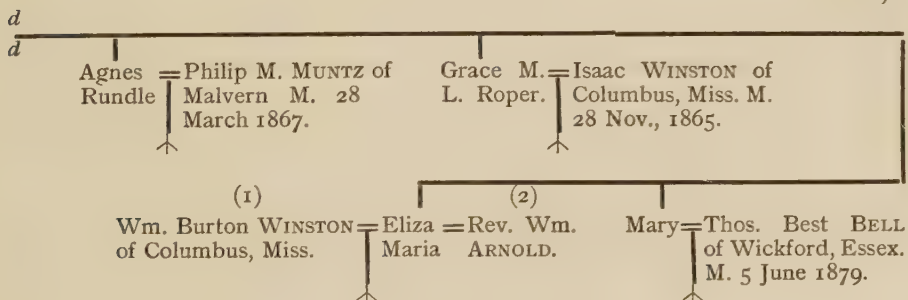 d
d
Agnes = Philip M. MUNTZ of
Rundle Malvern M. 28
March 1867.
Grace M. = Isaac WINSTON of
L. Roper. Columbus, Miss. M.
28 Nov., 1865.
(1) (2)
Wm. Burton WINSTON = Eliza = Rev. Wm.
of Columbus, Miss. Maria ARNOLD.
Mary = Thos. Best BELL
of Wickford, Essex.
M. 5 June 1879.